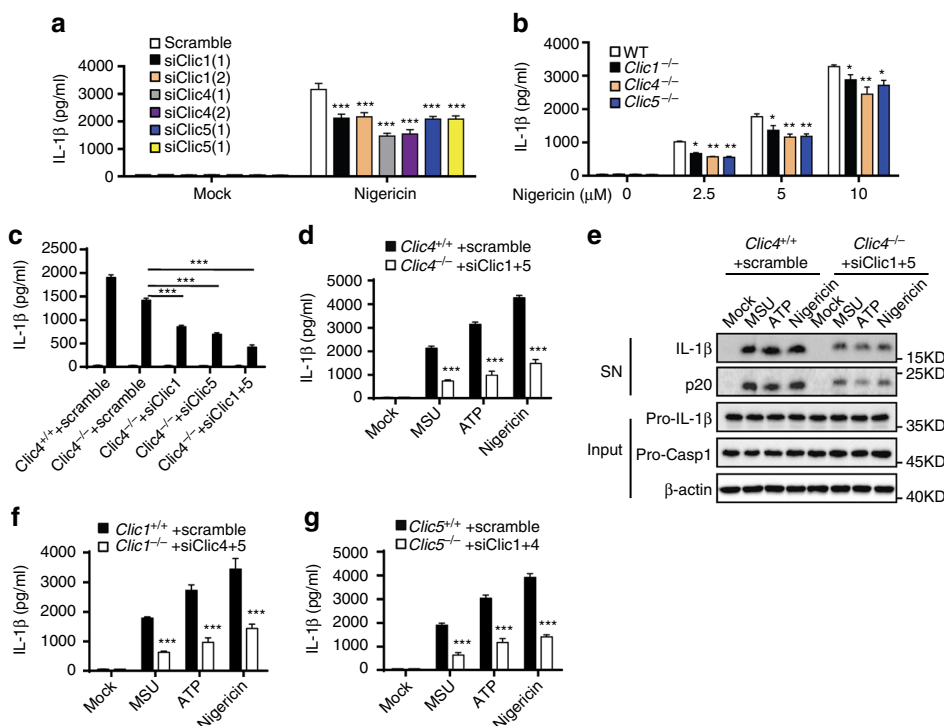 a
Scramble
siClic1(1)
siClic1(2)
siClic4(1)
siClic4(2)
siClic5(1)
siClic5(1)
IL-1β (pg/ml)
4000
3000
2000
1000
0
*** *** *** *** *** ***
Mock
Nigericin
b
WT
Clic1–/–
Clic4–/–
Clic5–/–
IL-1β (pg/ml)
4000
3000
2000
1000
0
* ** **
* ** **
* ** *
Nigericin (μM) 0 2.5 5 10
c
IL-1β (pg/ml)
2500
2000
1500
1000
500
0
***
***
***
Clic4+/++scramble
Clic4–/–+scramble
Clic4–/–+siClic1
Clic4–/–+siClic5
Clic4–/–+siClic1+5
d
Clic4+/+ +scramble
Clic4–/– +siClic1+5
IL-1β (pg/ml)
5000
4000
3000
2000
1000
0
*** *** ***
Mock
MSU
ATP
Nigericin
e
Clic4+/+
+scramble
Clic4–/–
+siClic1+5
Mock MSU ATP Nigericin Mock MSU ATP Nigericin
SN
IL-1β
15KD
p20
25KD
Input
Pro-IL-1β
35KD
Pro-Casp1
45KD
β-actin
40KD
f
Clic1+/+ +scramble
Clic1–/– +siClic4+5
IL-1β (pg/ml)
4000
3000
2000
1000
0
*** *** ***
Mock
MSU
ATP
Nigericin
g
Clic5+/+ +scramble
Clic5–/– +siClic1+4
IL-1β (pg/ml)
5000
4000
3000
2000
1000
0
*** *** ***
Mock
MSU
ATP
Nigericin